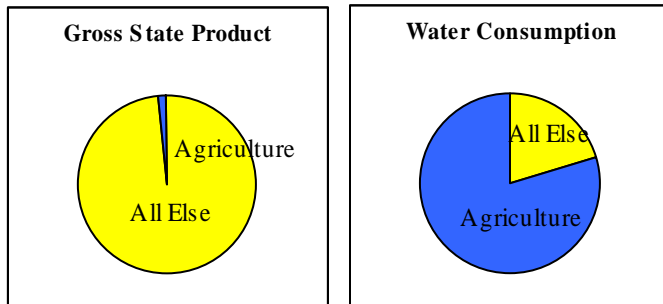 Gross State Product
Agriculture
All Else
Water Consumption
All Else
Agriculture